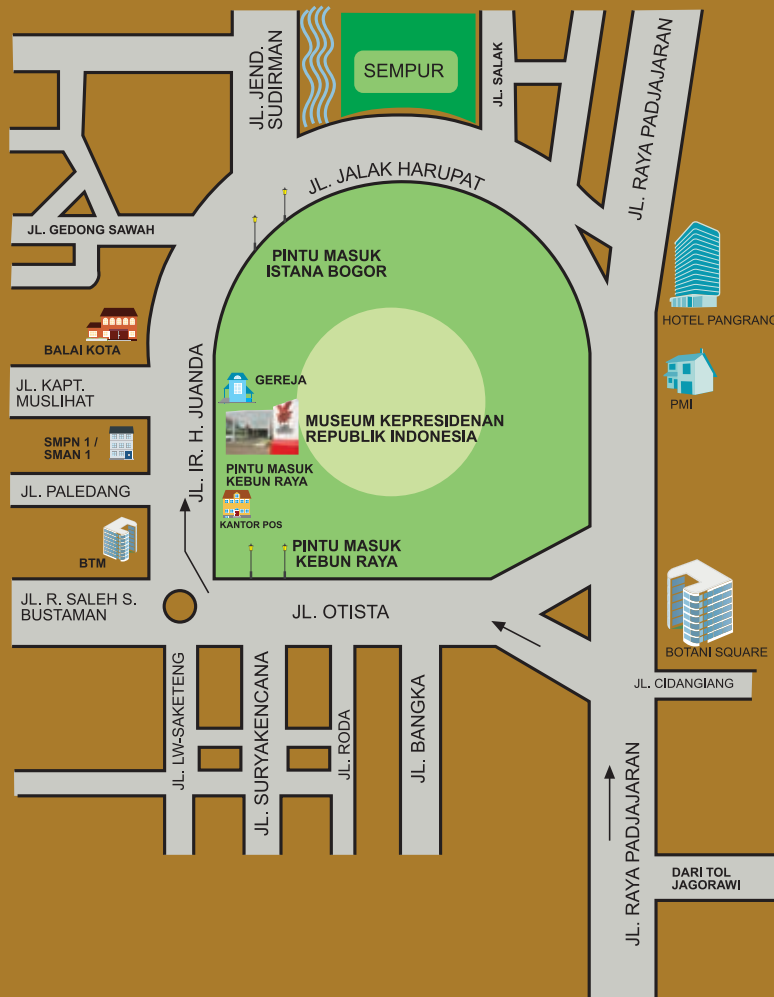 SEMPUR
JL. JEND.
SUDIRMAN
JL. SALAK
JL. RAYA PADJAJARAN
JL. JALAK HARUPAT
JL. GEDONG SAWAH
PINTU MASUK
ISTANA BOGOR
HOTEL PANGRANG
BALAI KOTA
JL. KAPT.
MUSLIHAT
JL. IR. H. JUANDA
GEREJA
PMI
MUSEUM KEPRESIDENAN
REPUBLIK INDONESIA
SMPN 1 /
SMAN 1
PINTU MASUK
KEBUN RAYA
JL. PALEDANG
KANTOR POS
BTM
PINTU MASUK
KEBUN RAYA
JL. R. SALEH S.
BUSTAMAN
JL. OTISTA
BOTANI SQUARE
JL. CIDANGIANG
JL. LW-SAKETENG
JL. SURYAKENCANA
JL. RODA
JL. BANGKA
JL. RAYA PADJAJARAN
DARI TOL
JAGORAWI